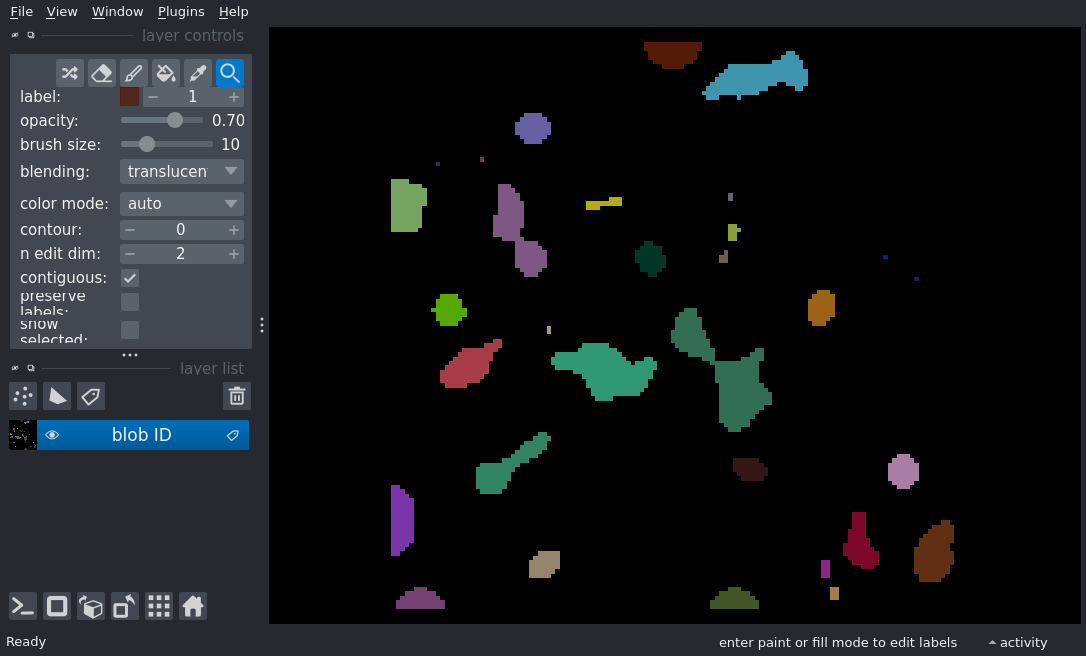 File View Window Plugins Help
layer controls
label: 1
opacity: 0.70
brush size: 10
blending: translucen
color mode: auto
contour: 0
n edit dim: 2
contiguous:
preserve
labels:
show
selected:
layer list
blob ID
Ready
enter paint or fill mode to edit labels
activity